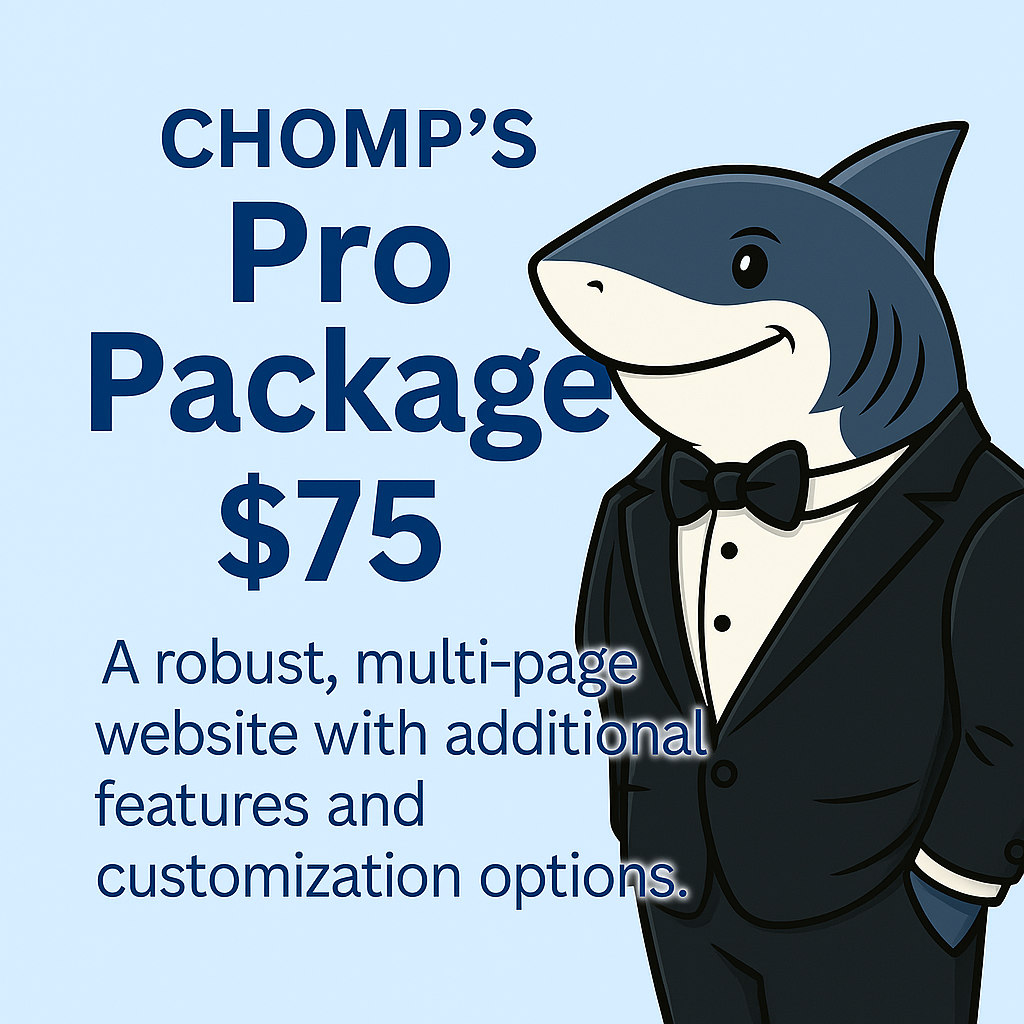 CHOMP’S
Pro
Package
$75
A robust, multi-page
website with additional
features and
customization options.